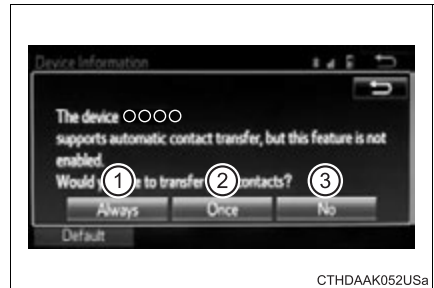 Device Information
The device ○○○○
supports automatic contact transfer, but this feature is not
enabled.
Would to transfer contacts?
1 2 3
Always Once No
Default
CTHDAAK052USa